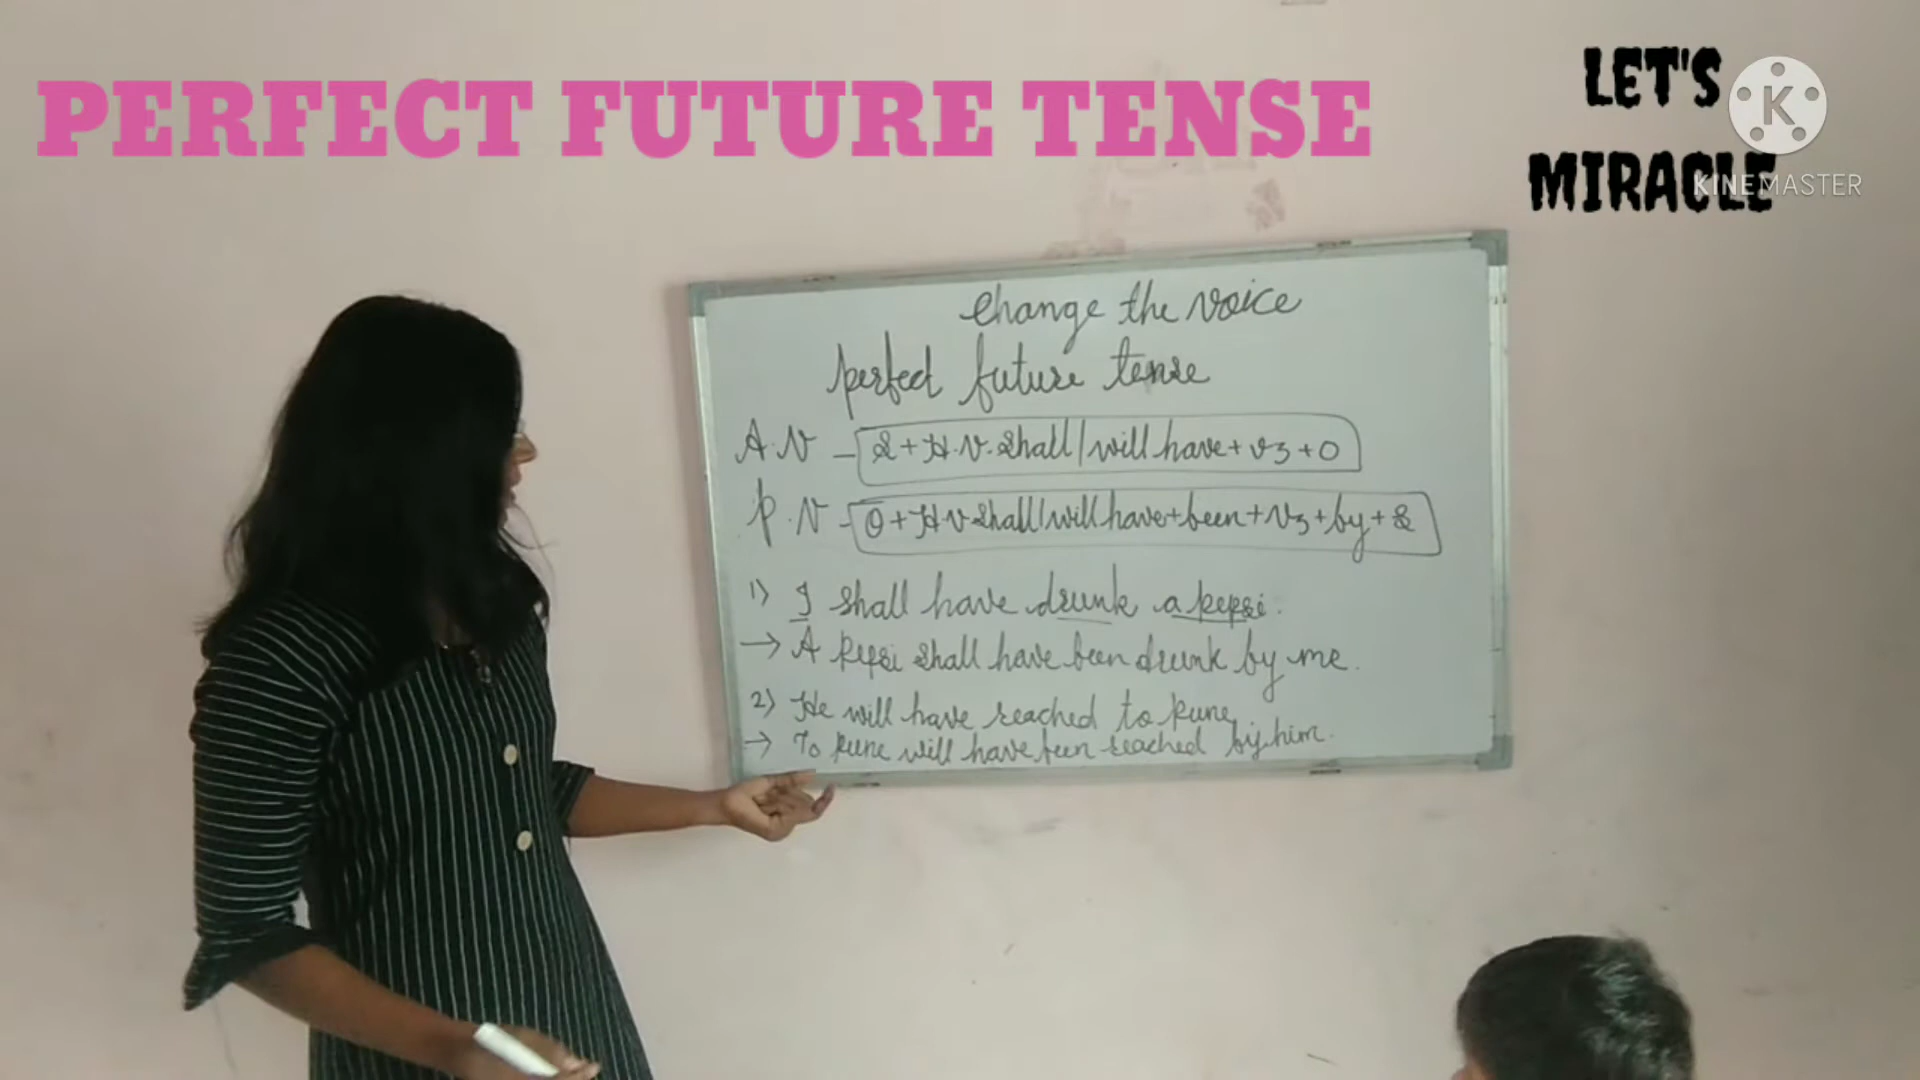 PERFECT FUTURE TENSE
LET'S
MIRACLE
K
KINEMASTER
Change the voice
perfect future tense
A.V – S + H.V. shall / will have + v3 + O
P.V – O + H.V shall / will have + been + V3 + by + S
1) I shall have drunk a pepsi.
→ A pepsi shall have been drunk by me.
2) He will have reached to pune
→ To pune will have been reached by him.